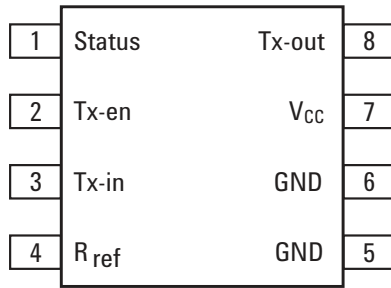 1 Status Tx-out 8
2 Tx-en VCC 7
3 Tx-in GND 6
4 Rref GND 5